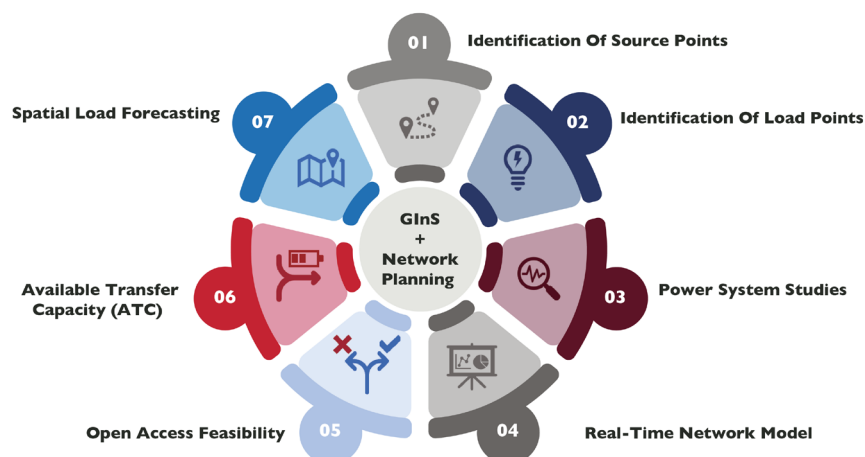 01
Identification Of Source Points
02
Identification Of Load Points
03
Power System Studies
04
Real-Time Network Model
05
Open Access Feasibility
06
Available Transfer
Capacity (ATC)
07
Spatial Load Forecasting
GInS
+
Network
Planning